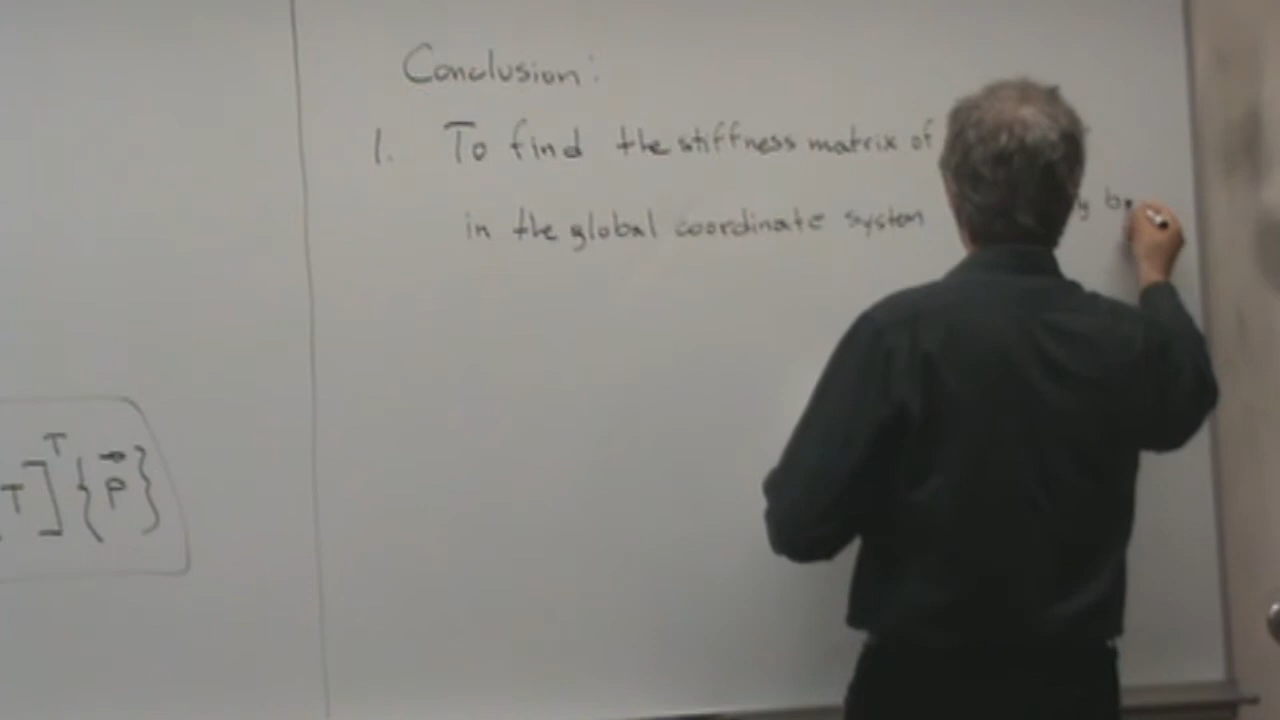 Conclusion:
1. To find the stiffness matrix of
in the global coordinate system
T]ᵀ {p⃗}